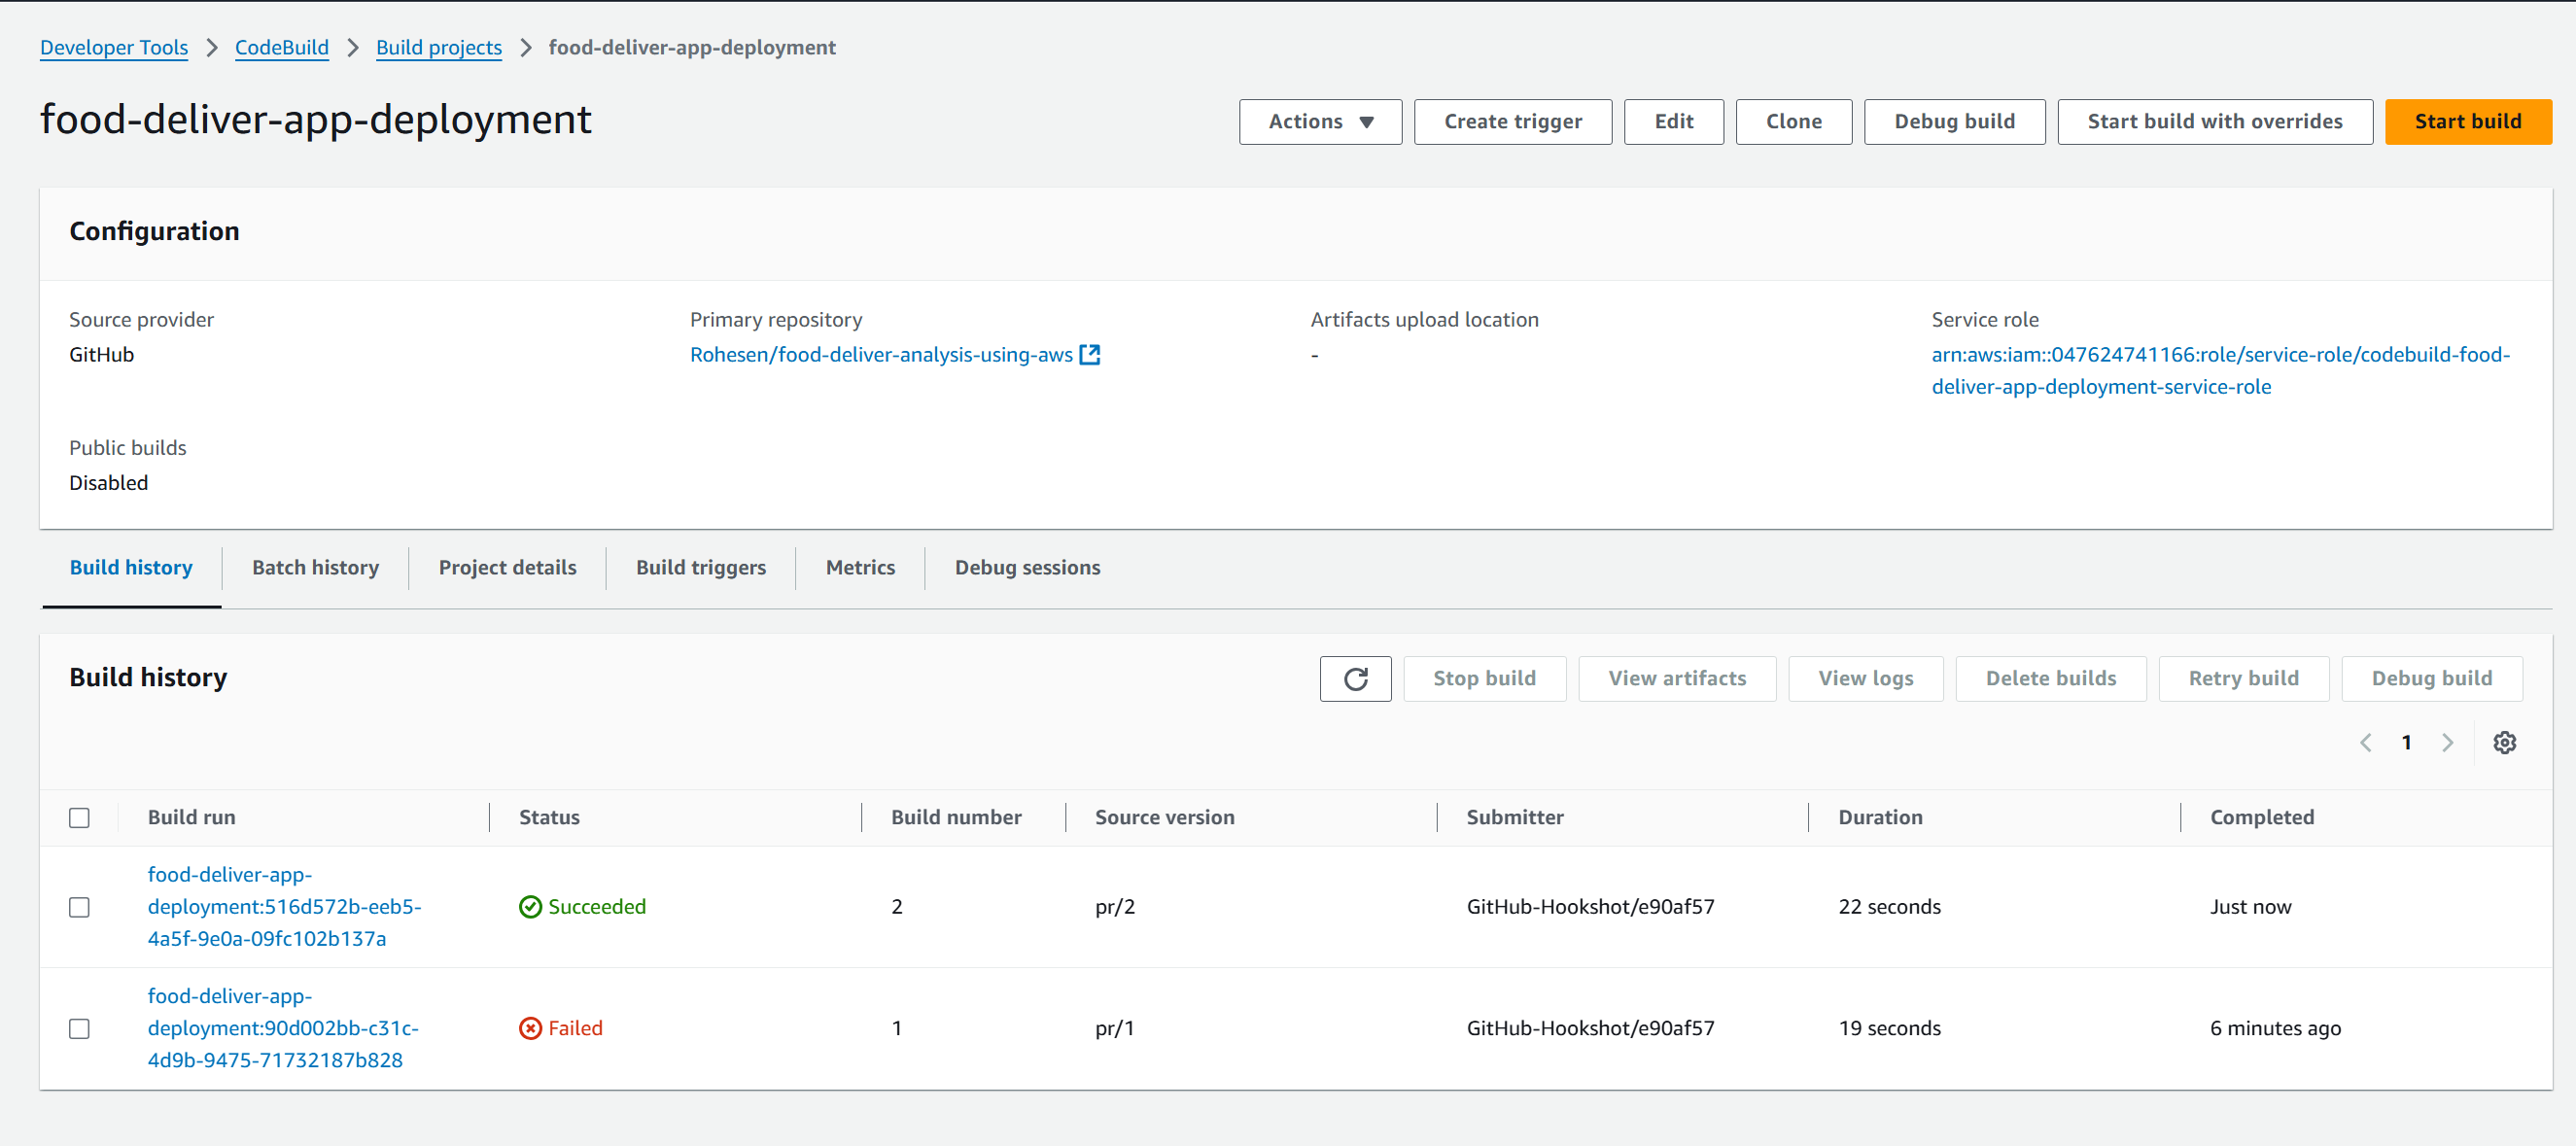 Developer Tools > CodeBuild > Build projects > food-deliver-app-deployment
food-deliver-app-deployment
Actions Create trigger Edit Clone Debug build Start build with overrides Start build
Configuration
Source provider Primary repository Artifacts upload location Service role
GitHub Rohesen/food-deliver-analysis-using-aws - arn:aws:iam::047624741166:role/service-role/codebuild-food-
deliver-app-deployment-service-role
Public builds
Disabled
Build history Batch history Project details Build triggers Metrics Debug sessions
Build history Stop build View artifacts View logs Delete builds Retry build Debug build
< 1 >
Build run Status Build number Source version Submitter Duration Completed
food-deliver-app-
deployment:516d572b-eeb5- Succeeded 2 pr/2 GitHub-Hookshot/e90af57 22 seconds Just now
4a5f-9e0a-09fc102b137a
food-deliver-app-
deployment:90d002bb-c31c- Failed 1 pr/1 GitHub-Hookshot/e90af57 19 seconds 6 minutes ago
4d9b-9475-71732187b828